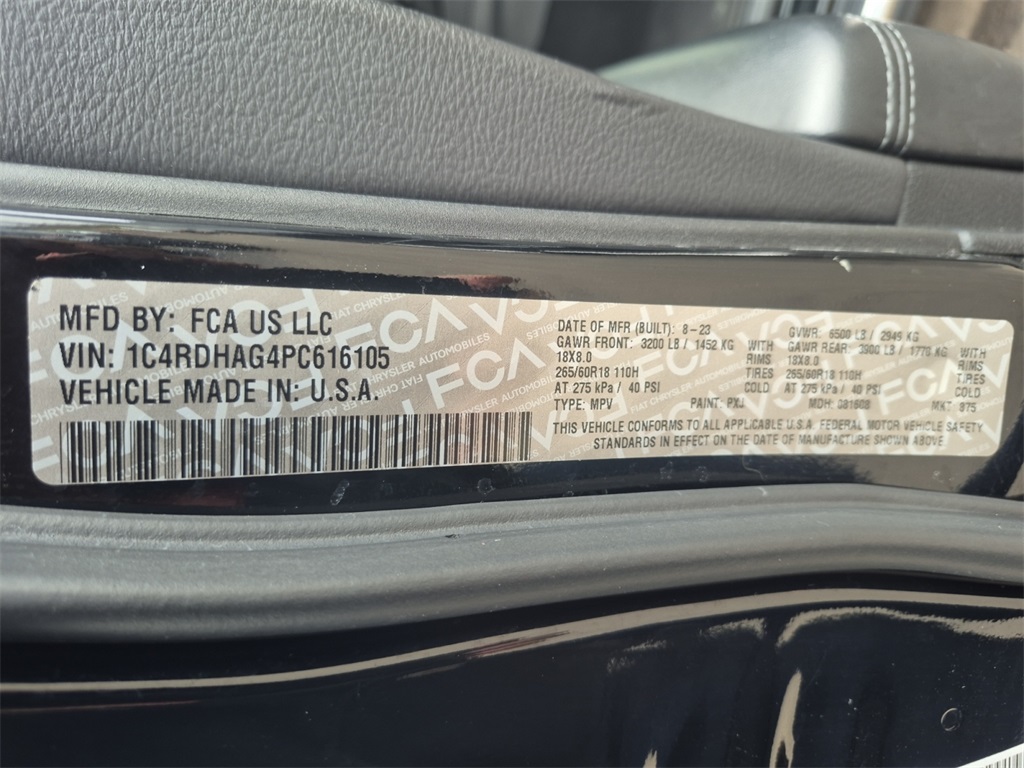 MFD BY: FCA US LLC
VIN: 1C4RDHAG4PC616105
VEHICLE MADE IN: U.S.A.
DATE OF MFR (BUILT): 8-23 GVWR: 6500 LB / 2949 KG
GAWR FRONT: 3200 LB / 1452 KG WITH GAWR REAR: 3900 LB / 1770 KG WITH
18X8.0 RIMS 18X8.0 RIMS
265/60R18 110H TIRES 265/60R18 110H TIRES
AT 275 kPa / 40 PSI COLD AT 275 kPa / 40 PSI COLD
TYPE: MPV PAINT: PXJ MDH: 081808 MKT: 975
THIS VEHICLE CONFORMS TO ALL APPLICABLE U.S.A. FEDERAL MOTOR VEHICLE SAFETY
STANDARDS IN EFFECT ON THE DATE OF MANUFACTURE SHOWN ABOVE